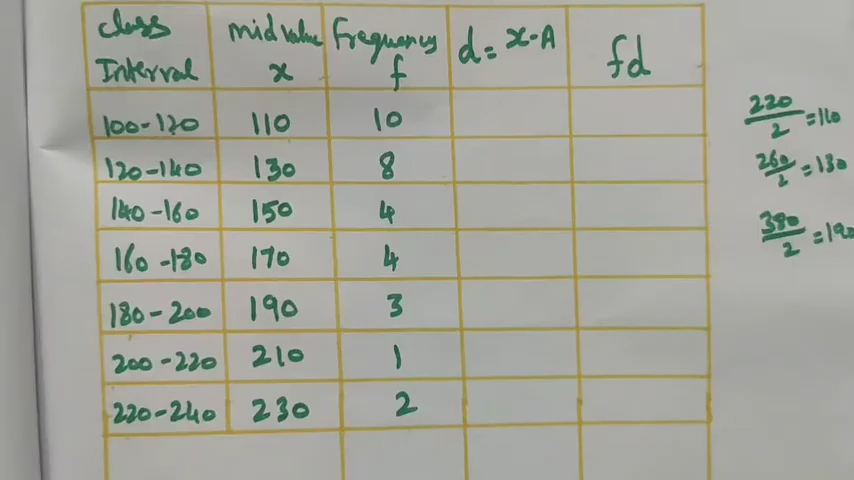 class Interval mid value x Frequency f d = x-A fd
100-120 110 10
120-140 130 8
140-160 150 4
160-180 170 4
180-200 190 3
200-220 210 1
220-240 230 2
220/2 = 110
260/2 = 130
380/2 = 190